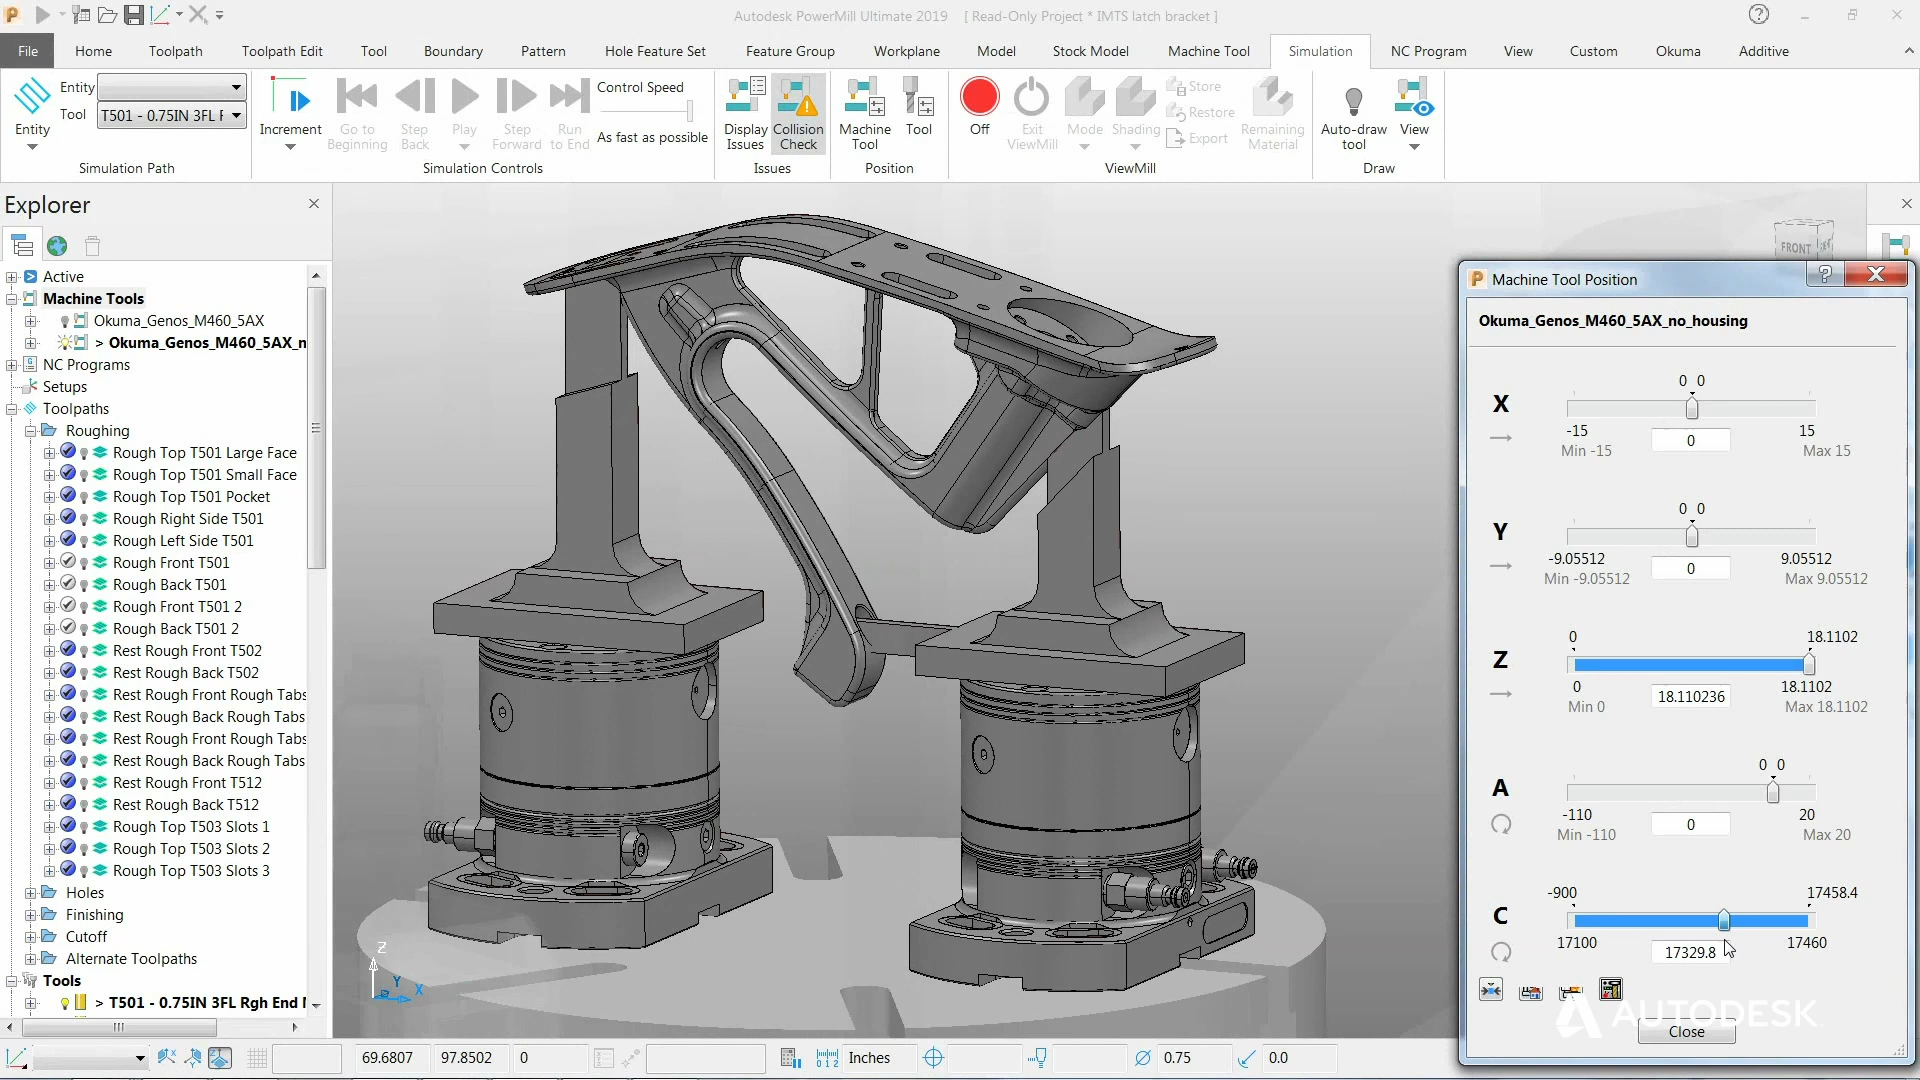 Autodesk PowerMill Ultimate 2019 [ Read-Only Project * IMTS latch bracket ]
File Home Toolpath Toolpath Edit Tool Boundary Pattern Hole Feature Set Feature Group Workplane Model Stock Model Machine Tool Simulation NC Program View Custom Okuma Additive
Entity
Tool T501 - 0.75IN 3FL F
Entity
Simulation Path
Increment
Go to Beginning
Step Back
Play
Step Forward
Run to End
Control Speed
As fast as possible
Simulation Controls
Display Issues
Collision Check
Issues
Machine Tool
Tool
Position
Off
Exit ViewMill
Mode
Shading
Store
Restore
Export
Remaining Material
ViewMill
Auto-draw tool
View
Draw
Explorer
Active
Machine Tools
Okuma_Genos_M460_5AX
> Okuma_Genos_M460_5AX_n
NC Programs
Setups
Toolpaths
Roughing
Rough Top T501 Large Face
Rough Top T501 Small Face
Rough Top T501 Pocket
Rough Right Side T501
Rough Left Side T501
Rough Front T501
Rough Back T501
Rough Front T501 2
Rough Back T501 2
Rest Rough Front T502
Rest Rough Back T502
Rest Rough Front Rough Tabs
Rest Rough Back Rough Tabs
Rest Rough Front Rough Tabs
Rest Rough Back Rough Tabs
Rest Rough Front T512
Rest Rough Back T512
Rough Top T503 Slots 1
Rough Top T503 Slots 2
Rough Top T503 Slots 3
Holes
Finishing
Cutoff
Alternate Toolpaths
Tools
> T501 - 0.75IN 3FL Rgh End
FRONT
Z
Y
X
Machine Tool Position
Okuma_Genos_M460_5AX_no_housing
0 0
X
-15 0 15
Min -15 Max 15
0 0
Y
-9.05512 0 9.05512
Min -9.05512 Max 9.05512
0 18.1102
Z
0 18.110236 18.1102
Min 0 Max 18.1102
0 0
A
-110 0 20
Min -110 Max 20
-900 17458.4
C
17100 17329.8 17460
AUTODESK
Close
69.6807 97.8502 0 Inches 0.75 0.0